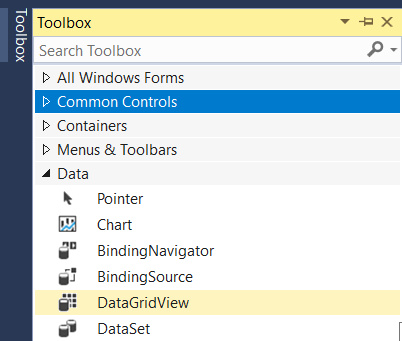 Toolbox
Toolbox
Search Toolbox
All Windows Forms
Common Controls
Containers
Menus & Toolbars
Data
Pointer
Chart
BindingNavigator
BindingSource
DataGridView
DataSet